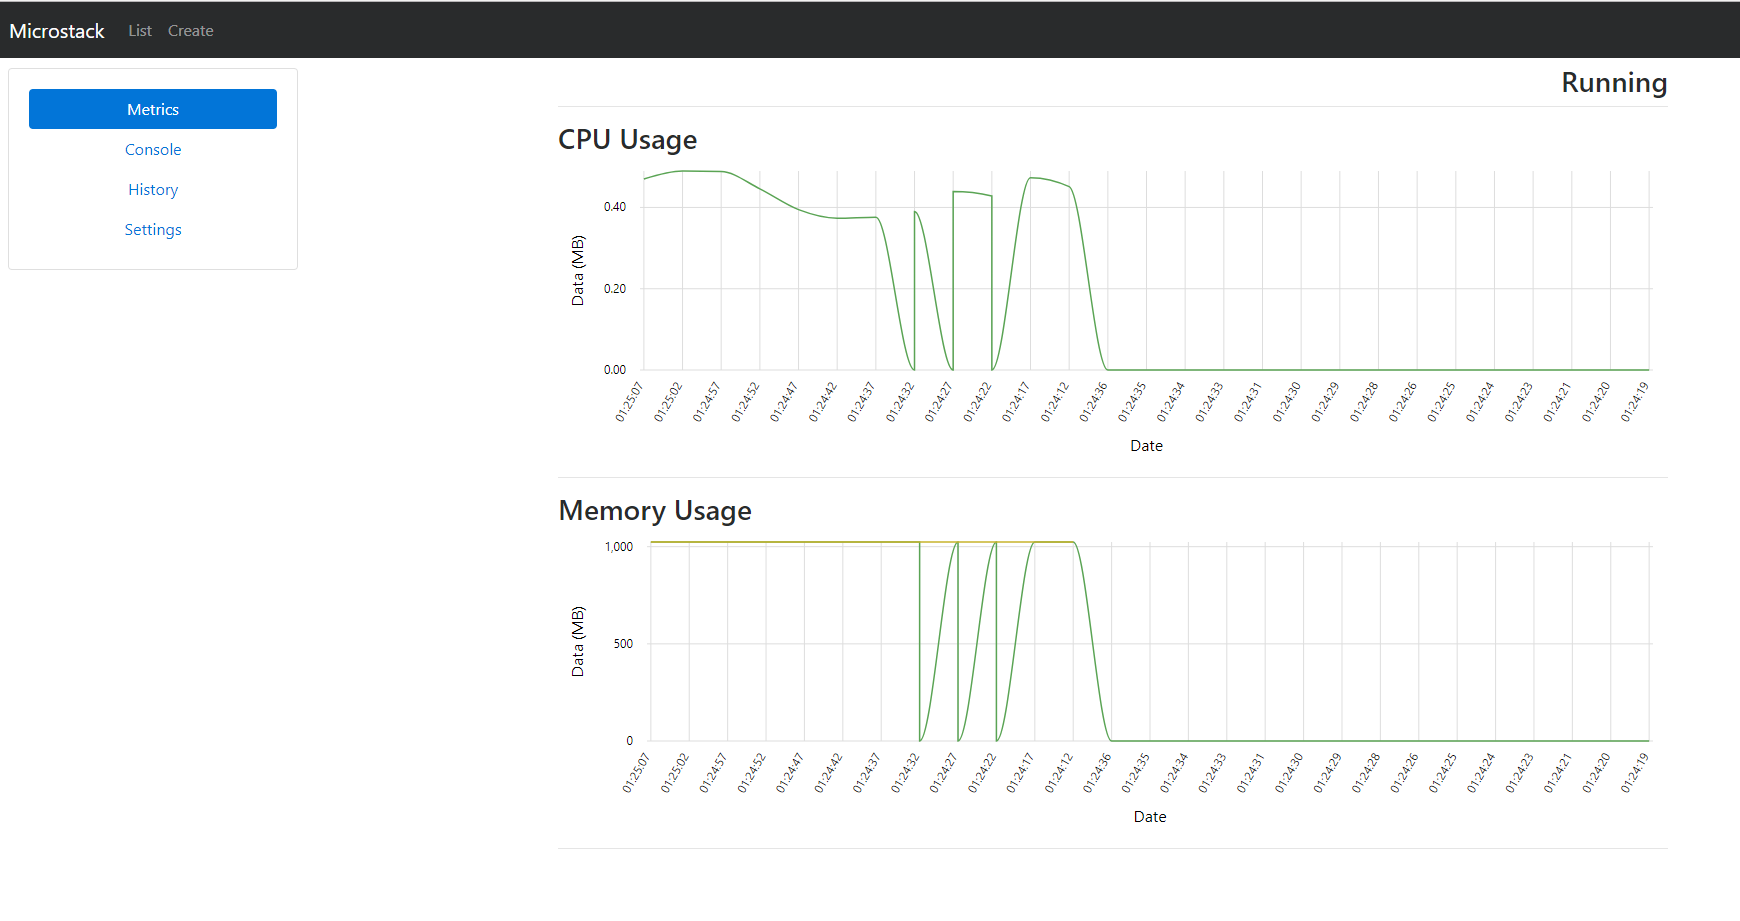 Microstack List Create
Metrics
Console
History
Settings
Running
CPU Usage
Data (MB)
0.40
0.20
0.00
01:25:07 01:25:02 01:24:57 01:24:52 01:24:47 01:24:42 01:24:37 01:24:32 01:24:27 01:24:22 01:24:17 01:24:12 01:24:36 01:24:35 01:24:34 01:24:33 01:24:31 01:24:30 01:24:29 01:24:28 01:24:26 01:24:25 01:24:24 01:24:23 01:24:21 01:24:20 01:24:19
Date
Memory Usage
Data (MB)
1,000
500
0
01:25:07 01:25:02 01:24:57 01:24:52 01:24:47 01:24:42 01:24:37 01:24:32 01:24:27 01:24:22 01:24:17 01:24:12 01:24:36 01:24:35 01:24:34 01:24:33 01:24:31 01:24:30 01:24:29 01:24:28 01:24:26 01:24:25 01:24:24 01:24:23 01:24:21 01:24:20 01:24:19
Date